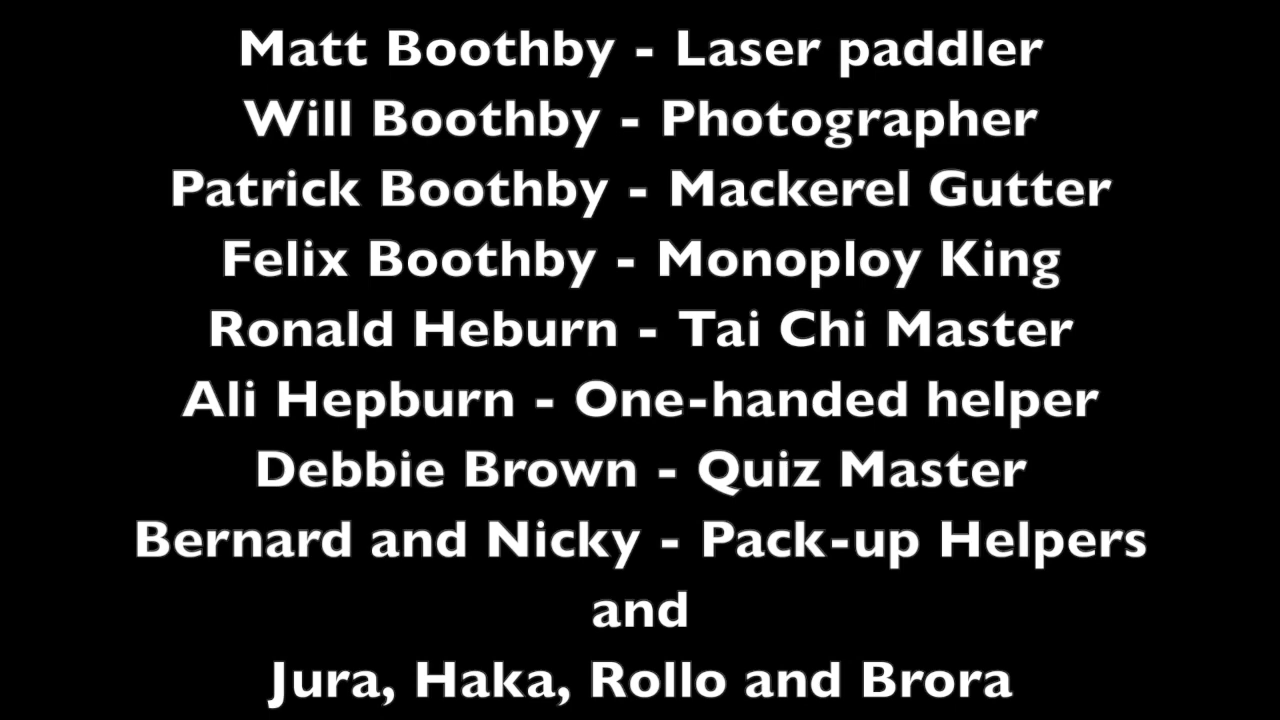 Matt Boothby - Laser paddler
Will Boothby - Photographer
Patrick Boothby - Mackerel Gutter
Felix Boothby - Monoploy King
Ronald Heburn - Tai Chi Master
Ali Hepburn - One-handed helper
Debbie Brown - Quiz Master
Bernard and Nicky - Pack-up Helpers
and
Jura, Haka, Rollo and Brora